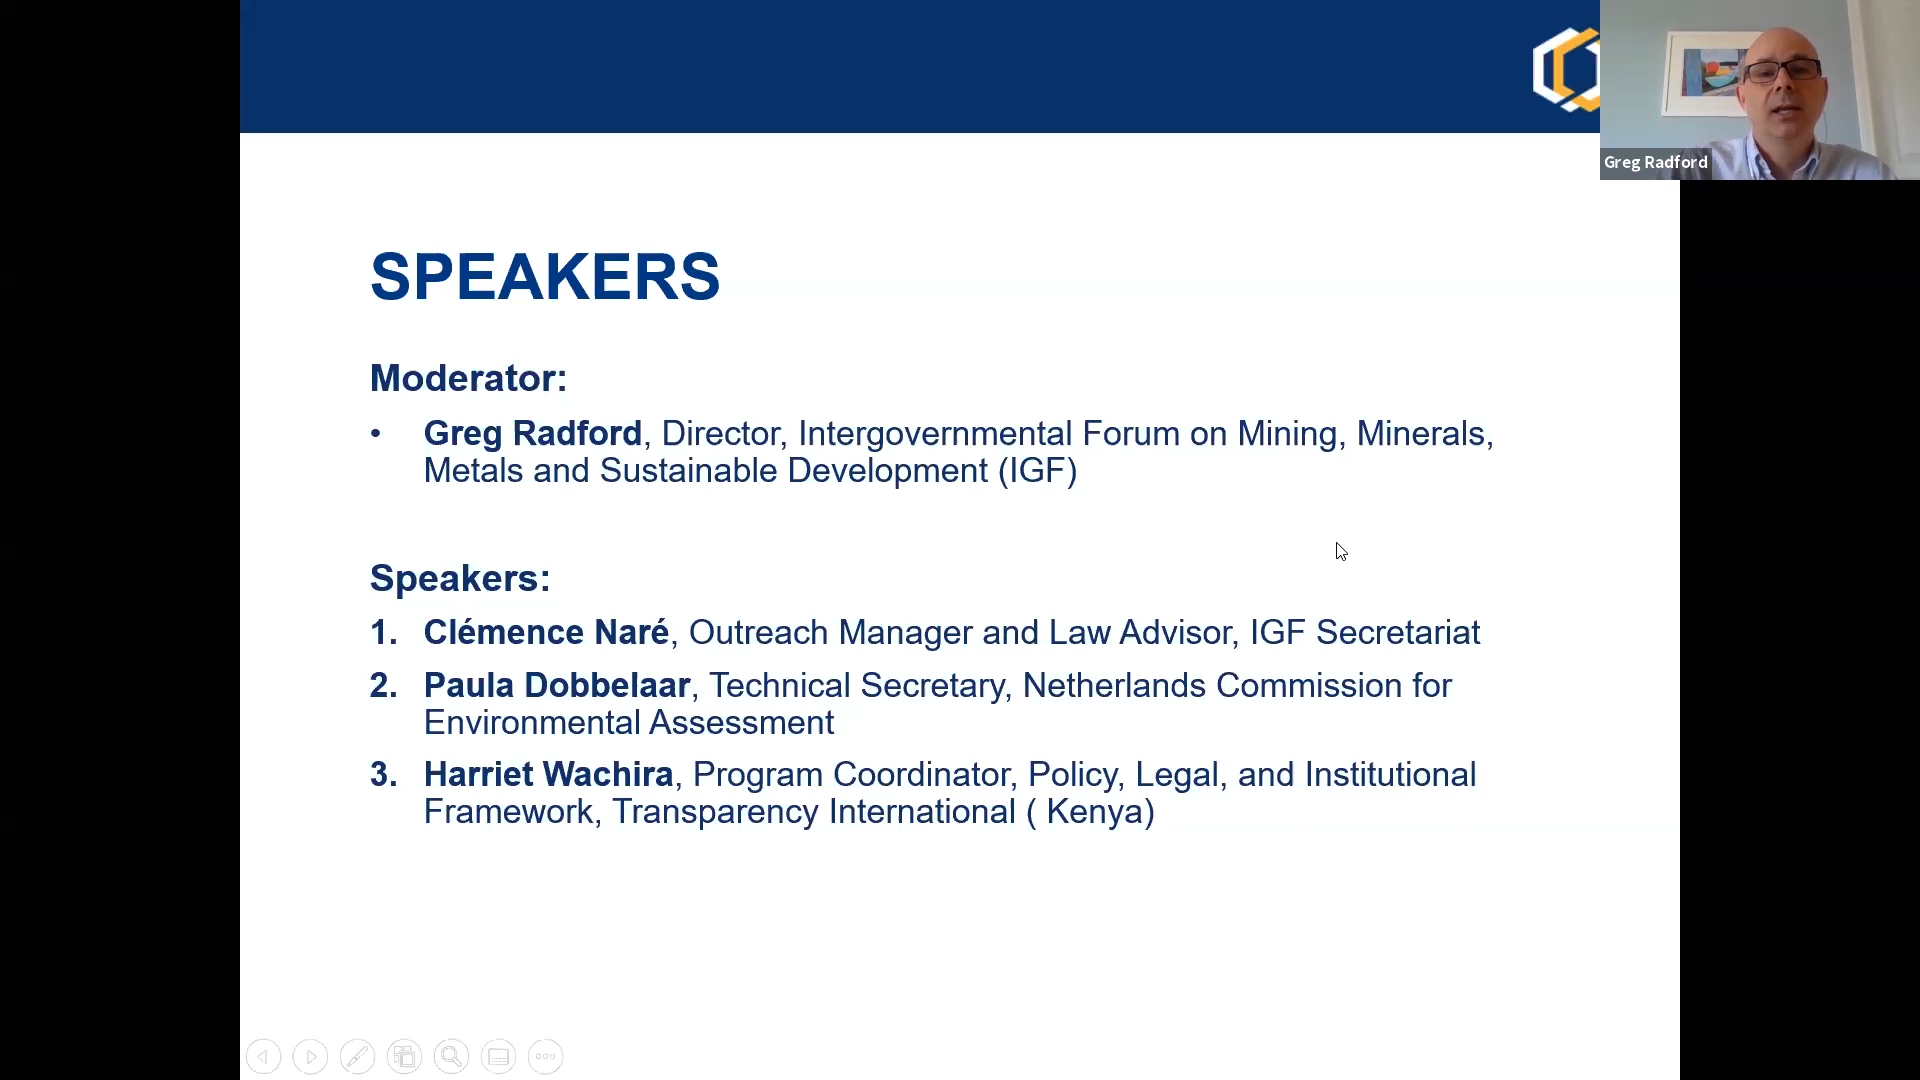 Greg Radford
SPEAKERS
Moderator:
• Greg Radford, Director, Intergovernmental Forum on Mining, Minerals,
Metals and Sustainable Development (IGF)
Speakers:
1. Clémence Naré, Outreach Manager and Law Advisor, IGF Secretariat
2. Paula Dobbelaar, Technical Secretary, Netherlands Commission for
Environmental Assessment
3. Harriet Wachira, Program Coordinator, Policy, Legal, and Institutional
Framework, Transparency International ( Kenya)